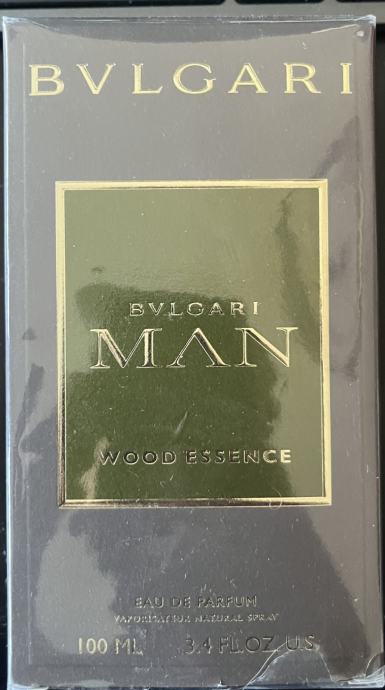 BVLGARI
BVLGARI
MAN
WOOD ESSENCE
EAU DE PARFUM
VAPORISATEUR NATURAL SPRAY
100 ML 3.4 FL.OZ. U.S